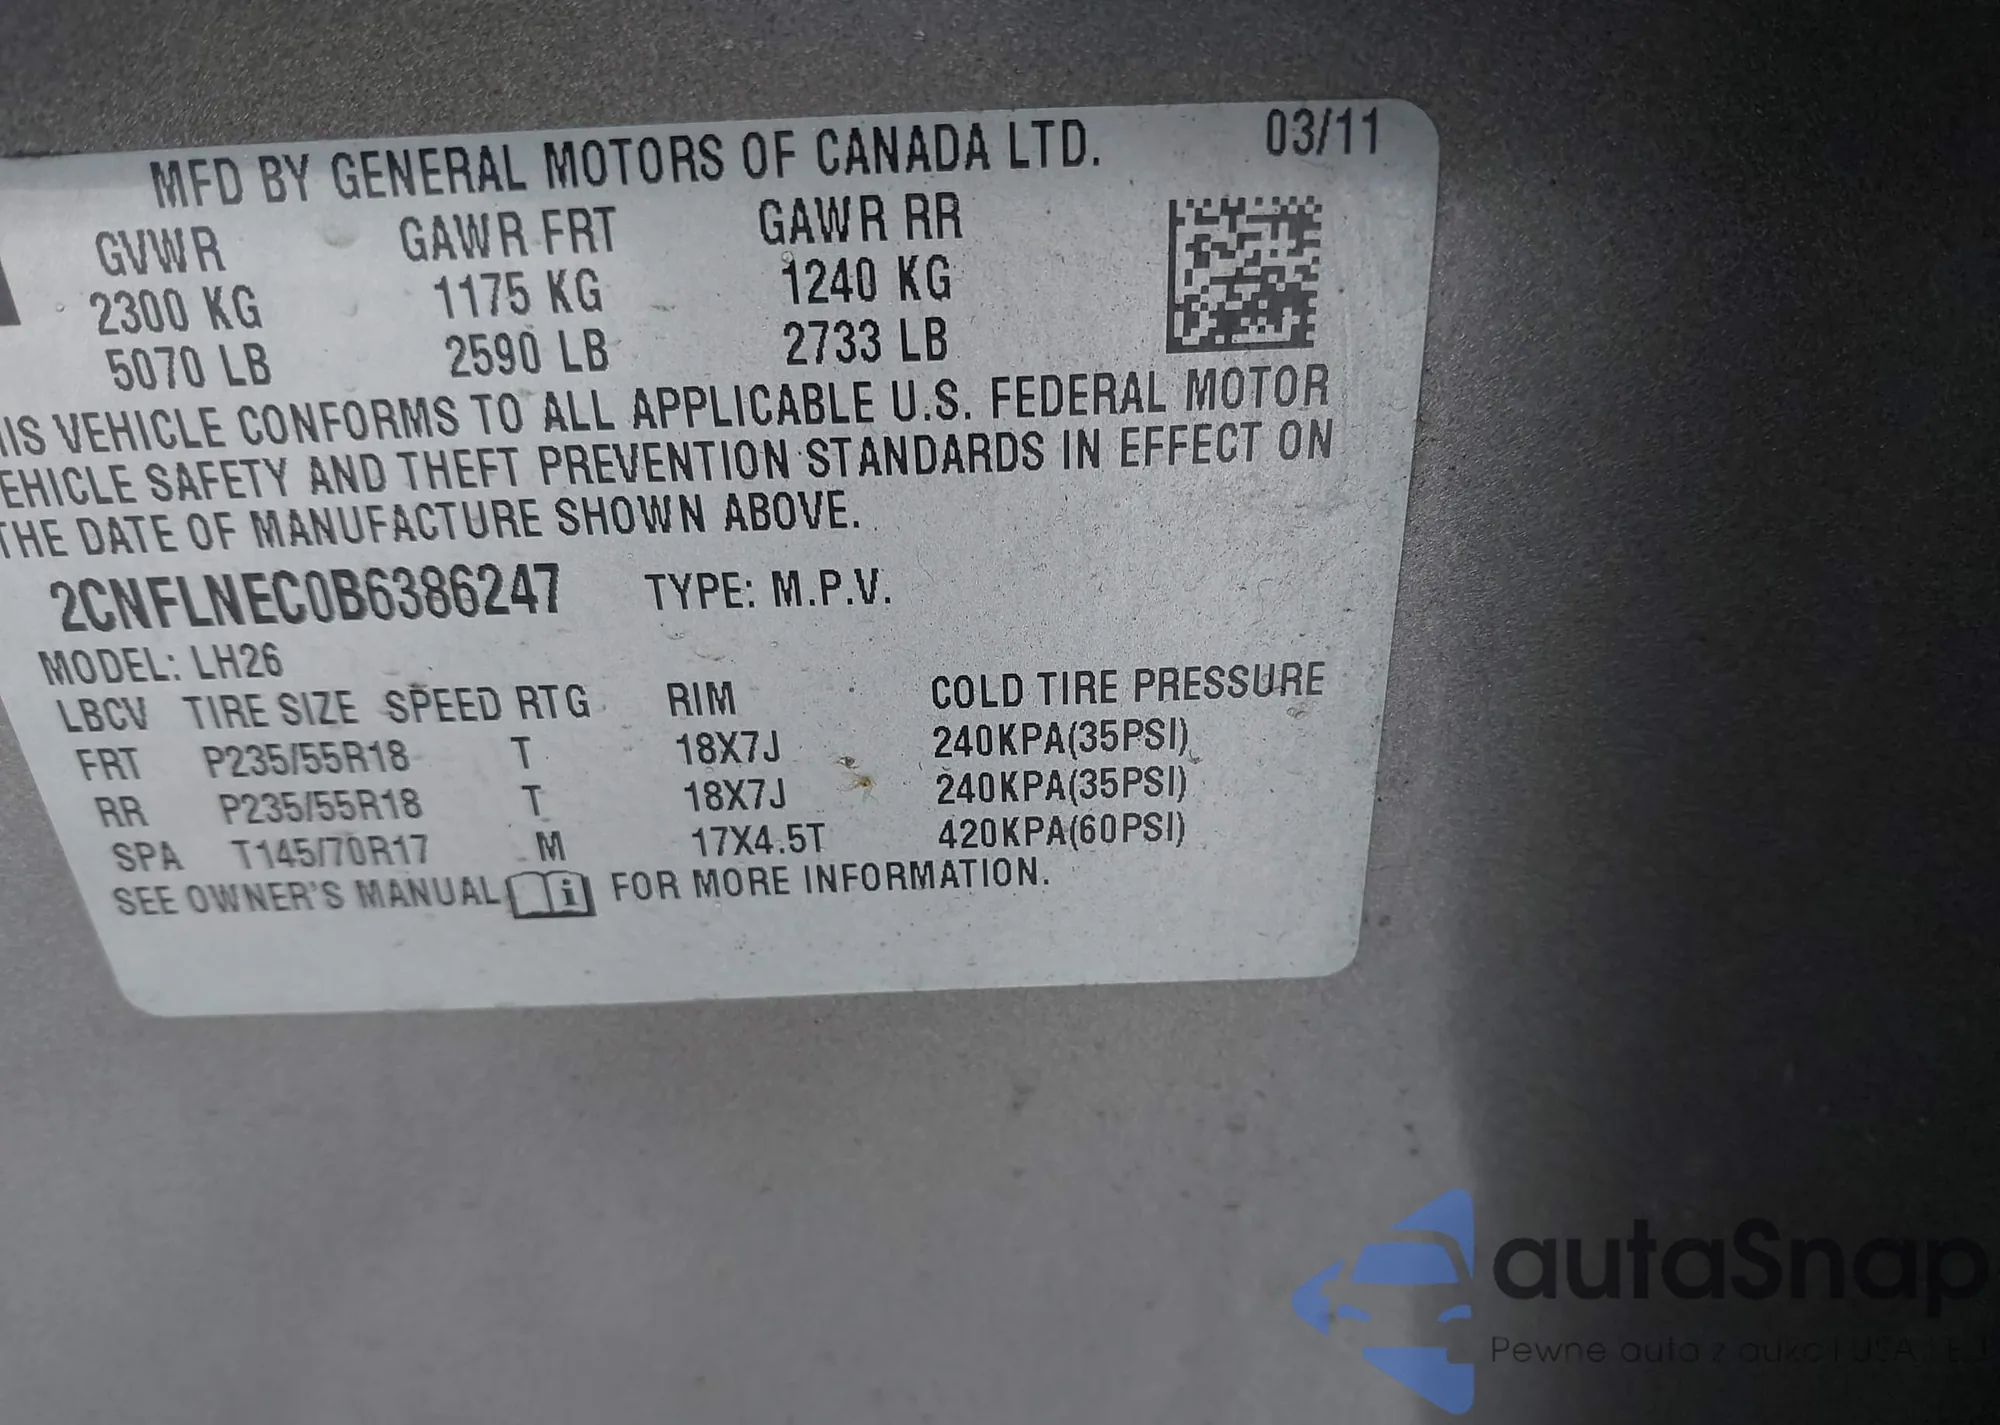 MFD BY GENERAL MOTORS OF CANADA LTD. 03/11
GVWR GAWR FRT GAWR RR
2300 KG 1175 KG 1240 KG
5070 LB 2590 LB 2733 LB
IS VEHICLE CONFORMS TO ALL APPLICABLE U.S. FEDERAL MOTOR
EHICLE SAFETY AND THEFT PREVENTION STANDARDS IN EFFECT ON
THE DATE OF MANUFACTURE SHOWN ABOVE.
2CNFLNEC0B6386247 TYPE: M.P.V.
MODEL: LH26
LBCV TIRE SIZE SPEED RTG RIM COLD TIRE PRESSURE
FRT P235/55R18 T 18X7J 240KPA(35PSI)
RR P235/55R18 T 18X7J 240KPA(35PSI)
SPA T145/70R17 M 17X4.5T 420KPA(60PSI)
SEE OWNER'S MANUAL i FOR MORE INFORMATION.
autaSnap
Pewne auta z aukcji USA